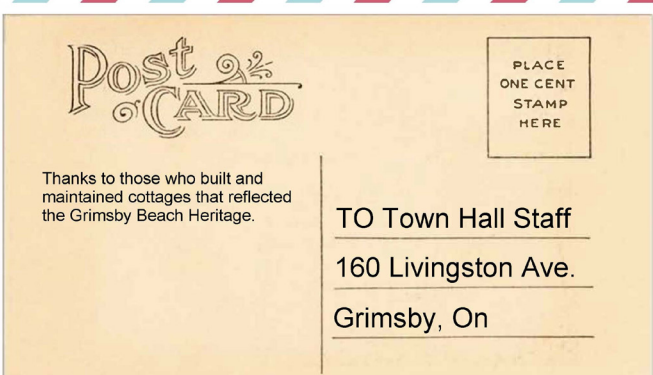 Post
CARD
PLACE
ONE CENT
STAMP
HERE
Thanks to those who built and
maintained cottages that reflected
the Grimsby Beach Heritage.
TO Town Hall Staff
160 Livingston Ave.
Grimsby, On